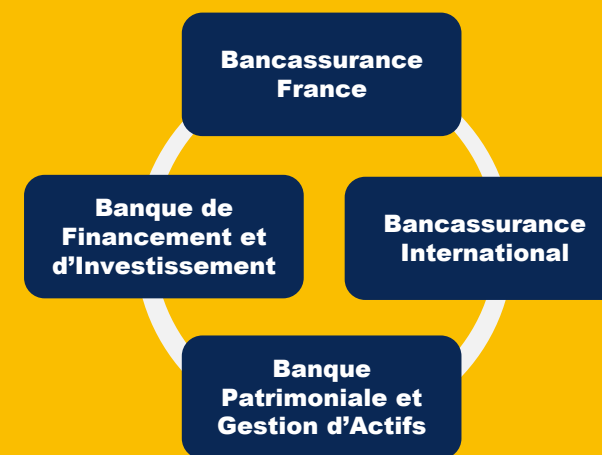 Bancassurance
France
Banque de
Financement et
d’Investissement
Bancassurance
International
Banque
Patrimoniale et
Gestion d’Actifs